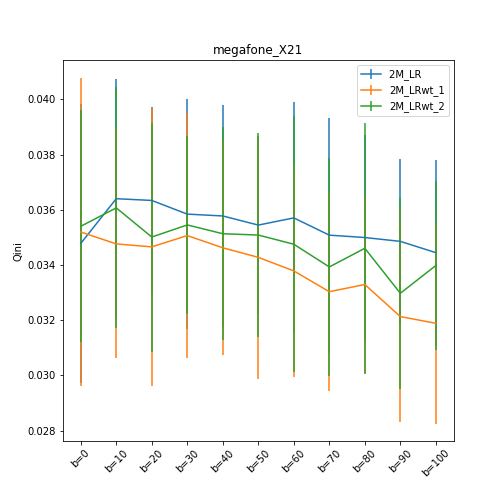 megafone_X21
2M_LR
2M_LRwt_1
2M_LRwt_2
Qini
0.040
0.038
0.036
0.034
0.032
0.030
0.028
b=0
b=10
b=20
b=30
b=40
b=50
b=60
b=70
b=80
b=90
b=100